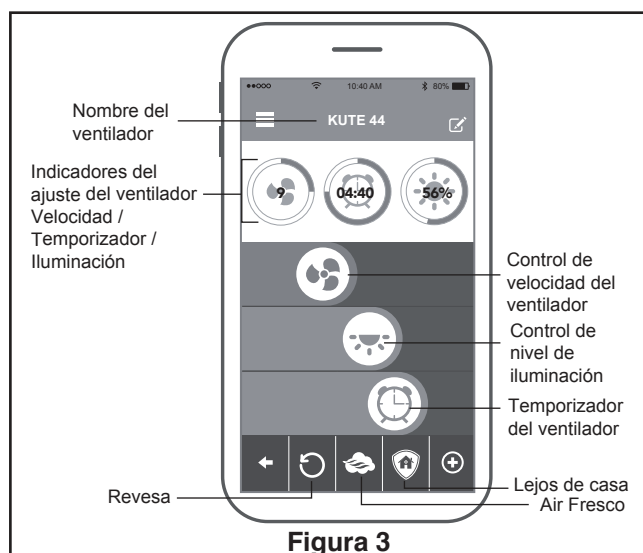 10:40 AM
80%
KUTE 44
Nombre del
ventilador
Indicadores del
ajuste del ventilador
Velocidad /
Temporizador /
Iluminación
9
04:40
56%
Control de
velocidad del
ventilador
Control de
nivel de
iluminación
Temporizador
del ventilador
Revesa
Lejos de casa
Air Fresco
Figura 3